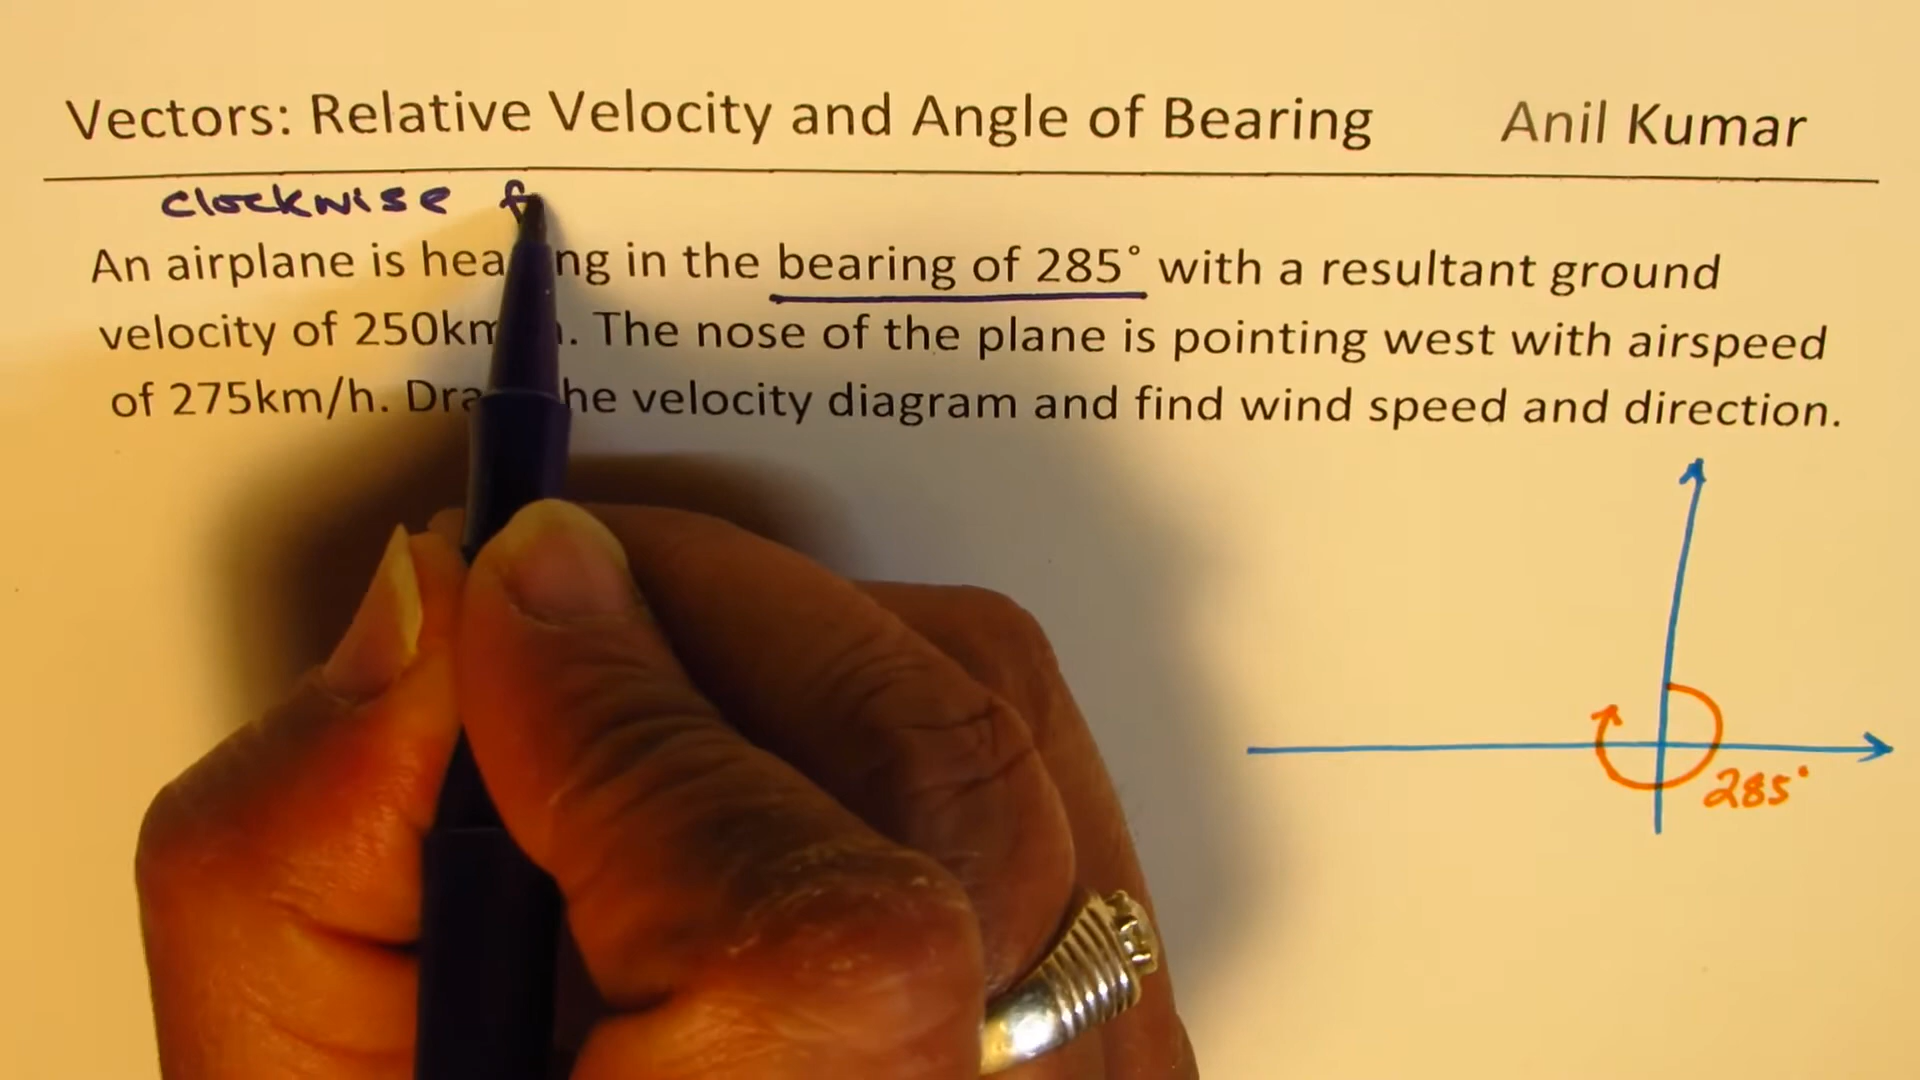 Vectors: Relative Velocity and Angle of Bearing Anil Kumar
clockwise f
An airplane is hea ng in the bearing of 285° with a resultant ground
velocity of 250km . The nose of the plane is pointing west with airspeed
of 275km/h. Dra he velocity diagram and find wind speed and direction.
285°